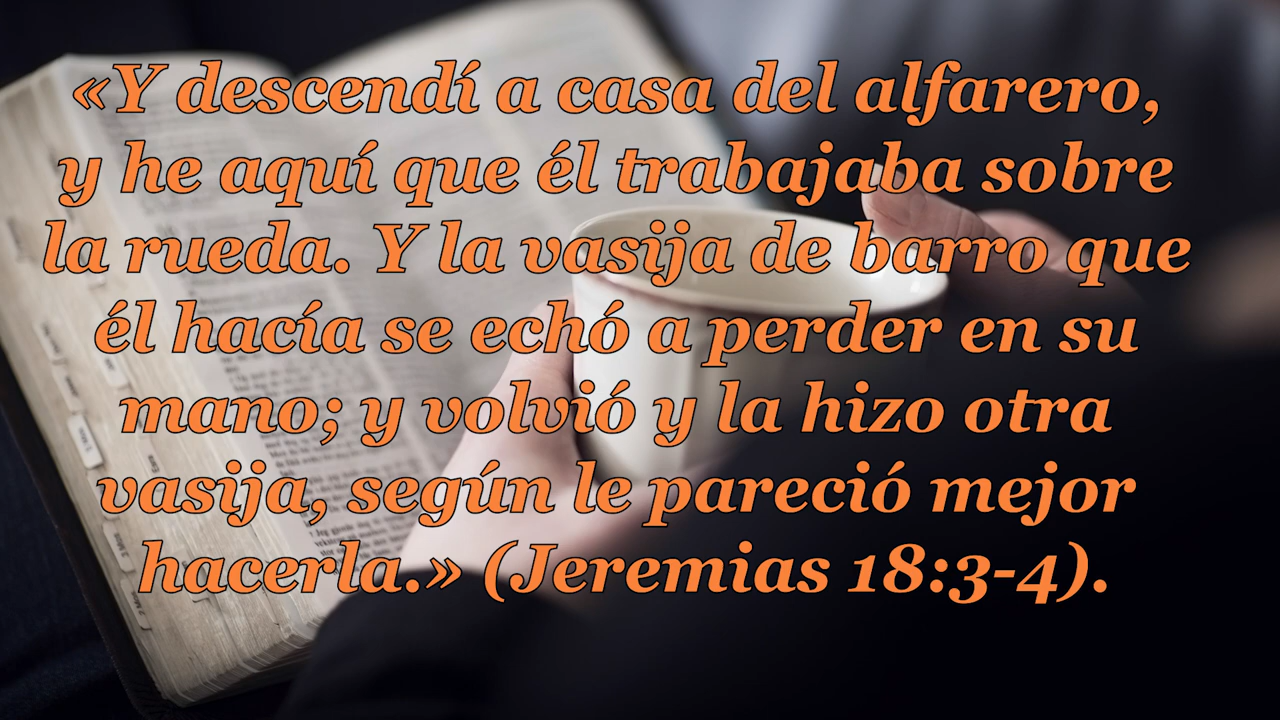 «Y descendí a casa del alfarero,
y he aquí que él trabajaba sobre
la rueda. Y la vasija de barro que
él hacía se echó a perder en su
mano; y volvió y la hizo otra
vasija, según le pareció mejor
hacerla.» (Jeremias 18:3-4).